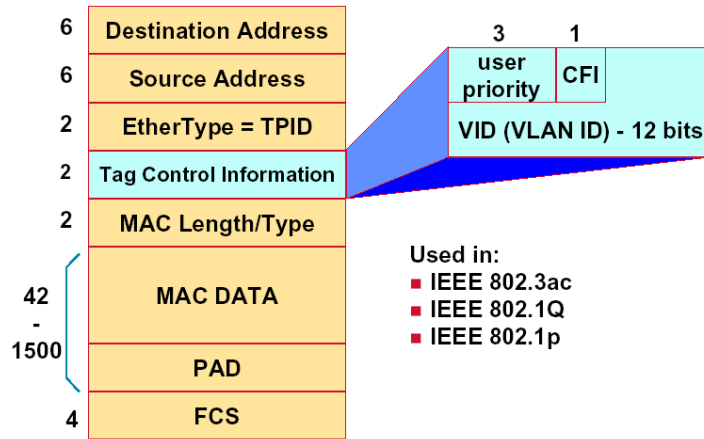 6 Destination Address
6 Source Address
2 EtherType = TPID
2 Tag Control Information
2 MAC Length/Type
42
-
1500
MAC DATA
PAD
4 FCS
3 1
user
priority
CFI
VID (VLAN ID) - 12 bits
Used in:
IEEE 802.3ac
IEEE 802.1Q
IEEE 802.1p